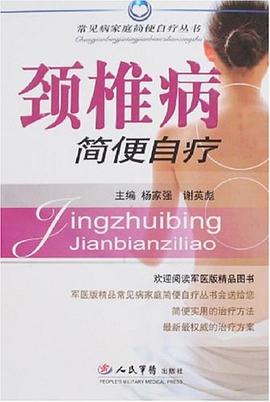 常见病家庭简便自疗丛书
Changjianbingjiatingjianbianziliaocongshu
颈椎病
简便自疗
主编 杨家强 谢英彪
Jingzhuibing
Jianbianziliao
欢迎阅读军医版精品图书
军医版精品常见病家庭简便自疗丛书会送给您
简便实用的治疗方法
最新最权威的治疗方案
人民军医出版社
PEOPLE'S MILITARY MEDICAL PRESS